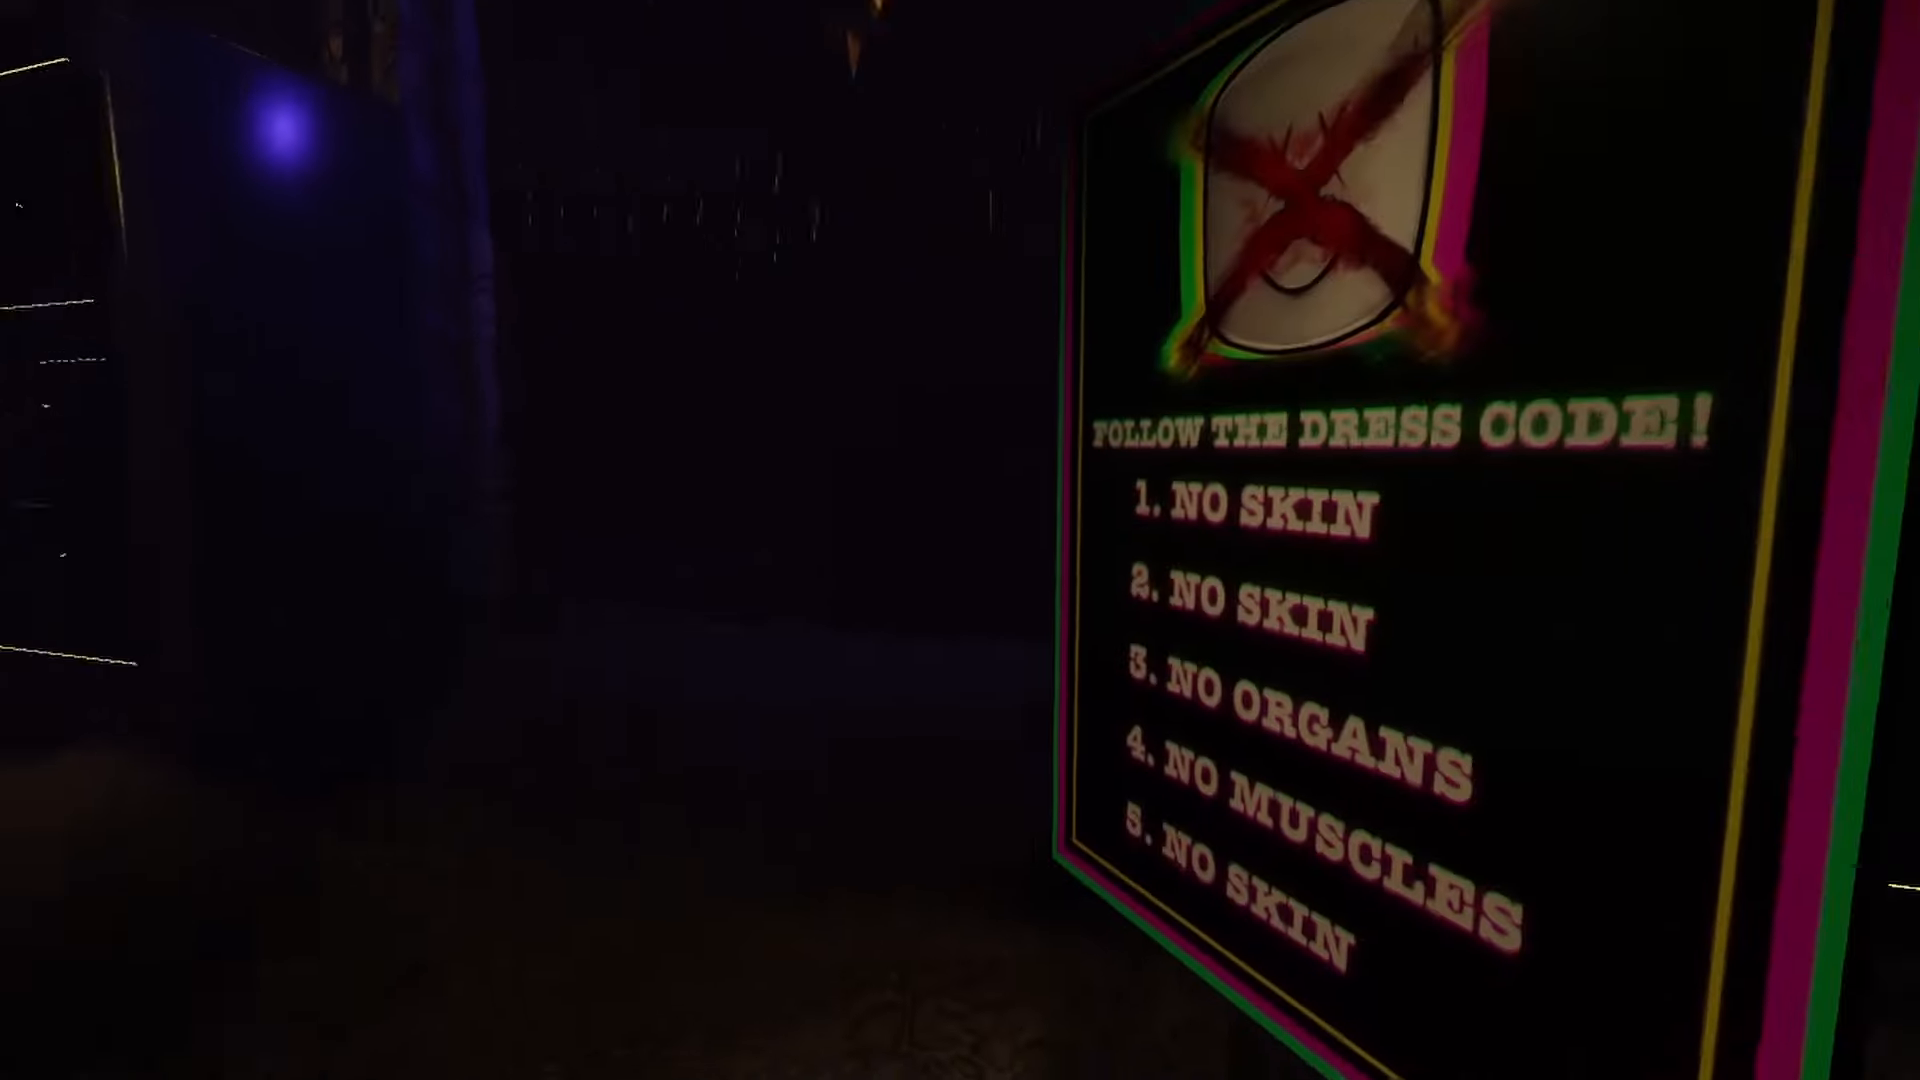 FOLLOW THE DRESS CODE!
1. NO SKIN
2. NO SKIN
3. NO ORGANS
4. NO MUSCLES
5. NO SKIN